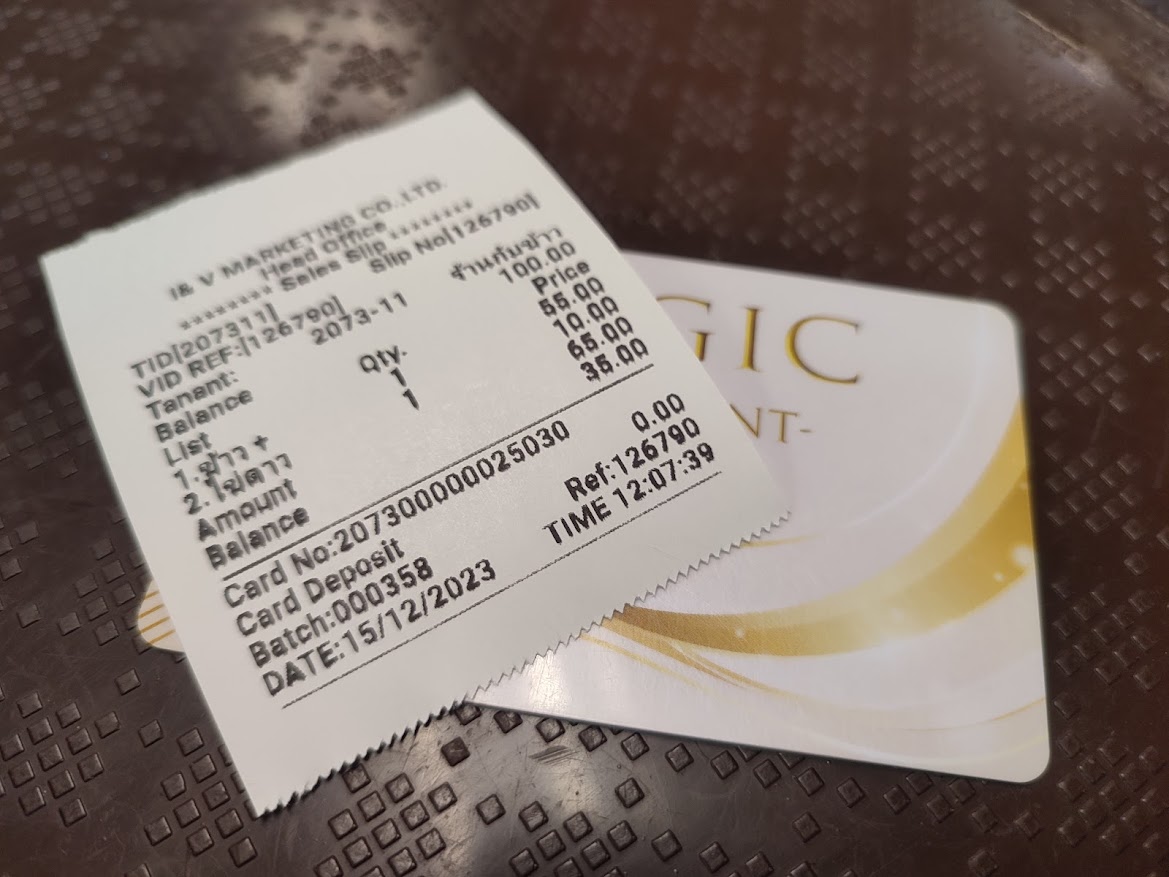 I& V MARKETING CO.,LTD.
Head Office
******** Sales Slip ********
TID[207311] Slip No[126790]
VID REF:[126790]
Tanant: 2073-11 ร้านกับข้าว
Balance 100.00
List Qty. Price
1.ข้าว + 1 55.00
2.ไข่ดาว 1 10.00
Amount 65.00
Balance 35.00
Card No:207300000025030
Card Deposit 0.00
Batch:000358 Ref:126790
DATE:15/12/2023 TIME 12:07:39
GIC
NT-